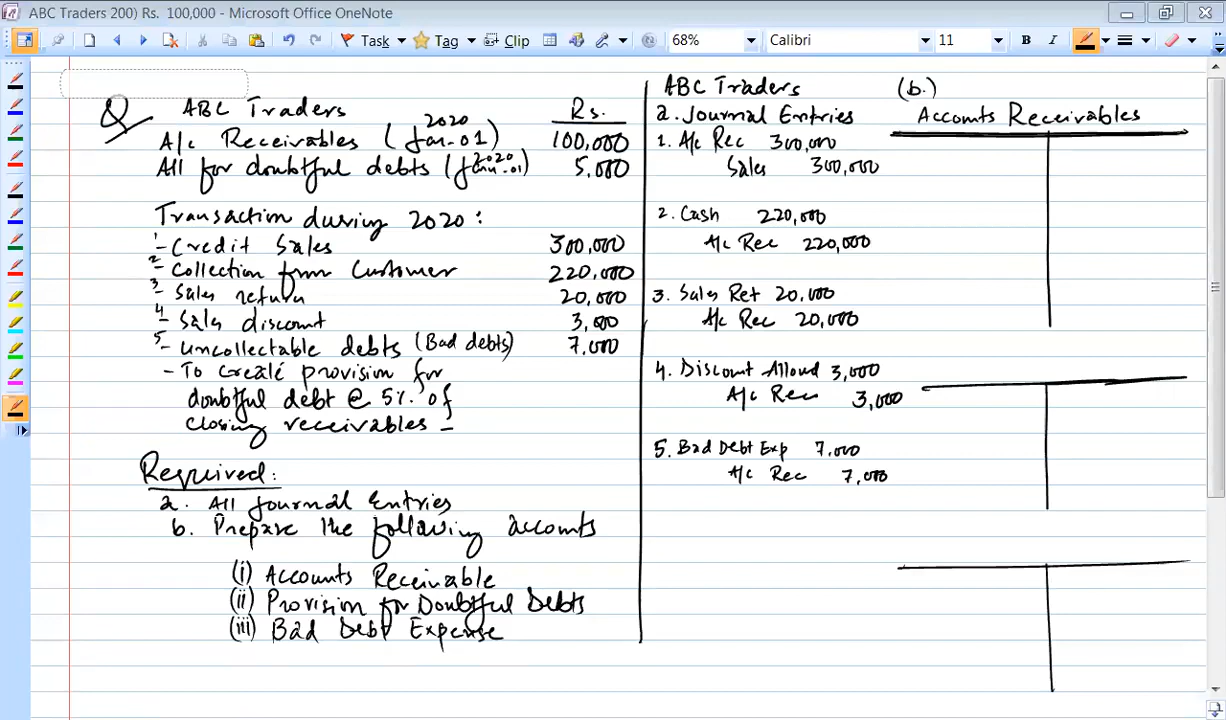 ABC Traders 200) Rs. 100,000 - Microsoft Office OneNote
Task
Tag
Clip
68%
Calibri
11
B
I
Q
ABC Traders Rs.
A/c Receivables (Jan-01) 2020 100,000
All for doubtful debts (Jan-01) 2020 5,000
Transaction during 2020:
1- Credit Sales 300,000
2- Collection from Customer 220,000
3- Sales return 20,000
4- Sales discount 3,000
5- uncollectable debts (Bad debts) 7,000
- To create provision for
doubtful debt @ 5% of
closing receivables -
Required:
a. All Journal Entries
b. Prepare the following accounts
(i) Accounts Receivable
(ii) Provision for Doubtful Debts
(iii) Bad Debt Expense
ABC Traders
a. Journal Entries
1. A/c Rec 300,000
Sales 300,000
2. Cash 220,000
A/c Rec 220,000
3. Sales Ret 20,000
A/c Rec 20,000
4. Discount Allowd 3,000
A/c Rec 3,000
5. Bad Debt Exp 7,000
A/c Rec 7,000
(b.)
Accounts Receivables